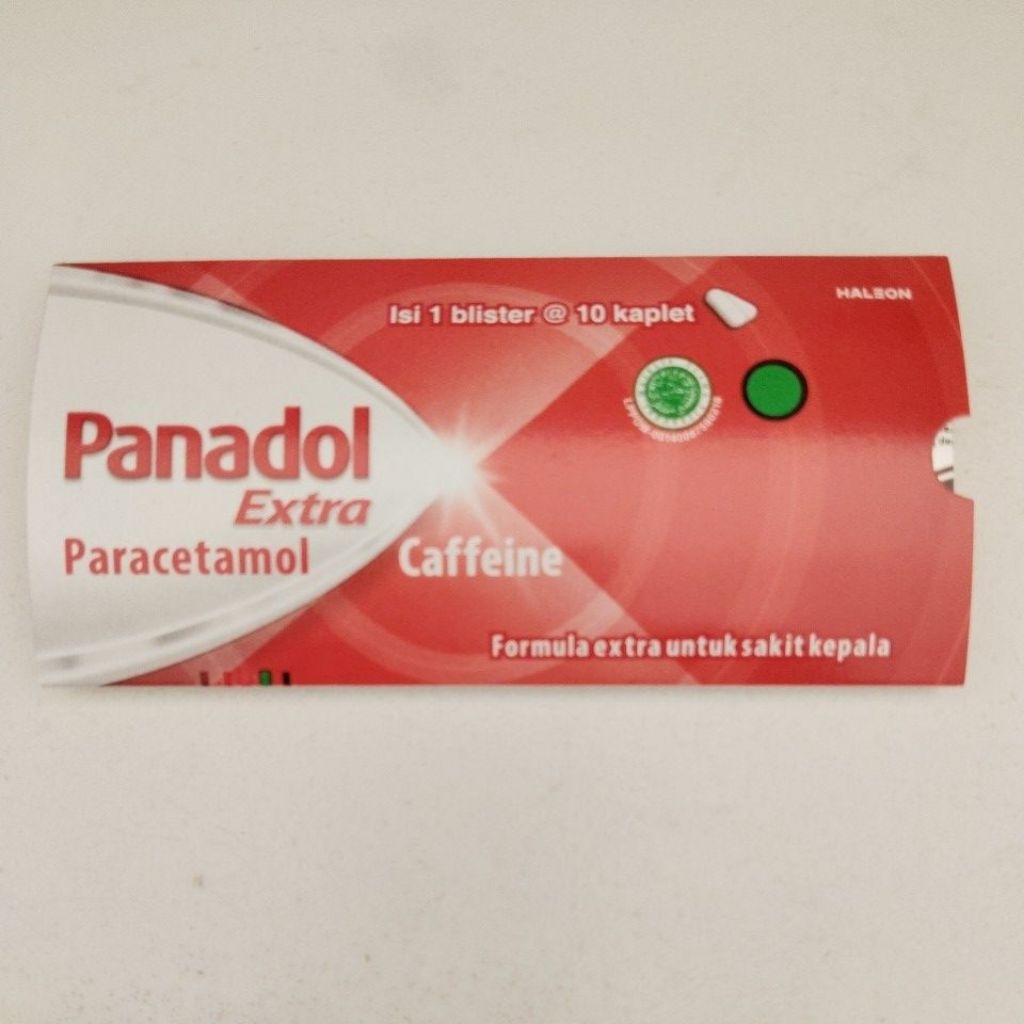 HALEON
Isi 1 blister @ 10 kaplet
Panadol
Extra
Paracetamol Caffeine
Formula extra untuk sakit kepala